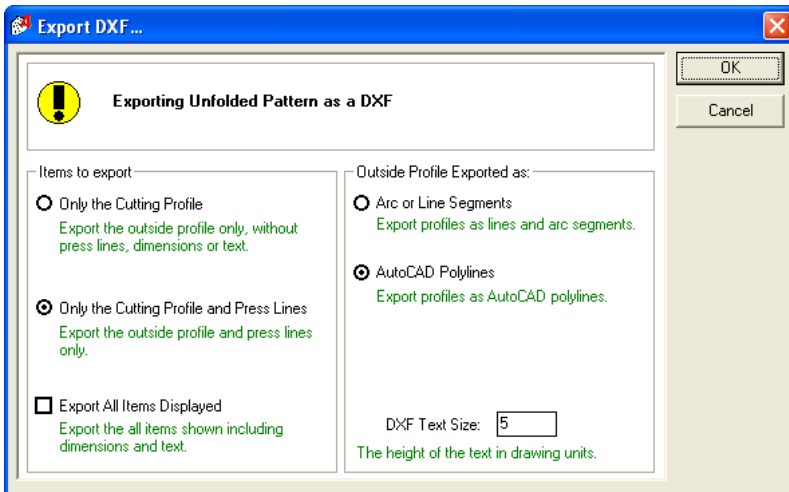 Export DXF...
OK
Cancel
Exporting Unfolded Pattern as a DXF
Items to export
Only the Cutting Profile
Export the outside profile only, without
press lines, dimensions or text.
Only the Cutting Profile and Press Lines
Export the outside profile and press lines
only.
Export All Items Displayed
Export the all items shown including
dimensions and text.
Outside Profile Exported as:
Arc or Line Segments
Export profiles as lines and arc segments.
AutoCAD Polylines
Export profiles as AutoCAD polylines.
DXF Text Size: 5
The height of the text in drawing units.